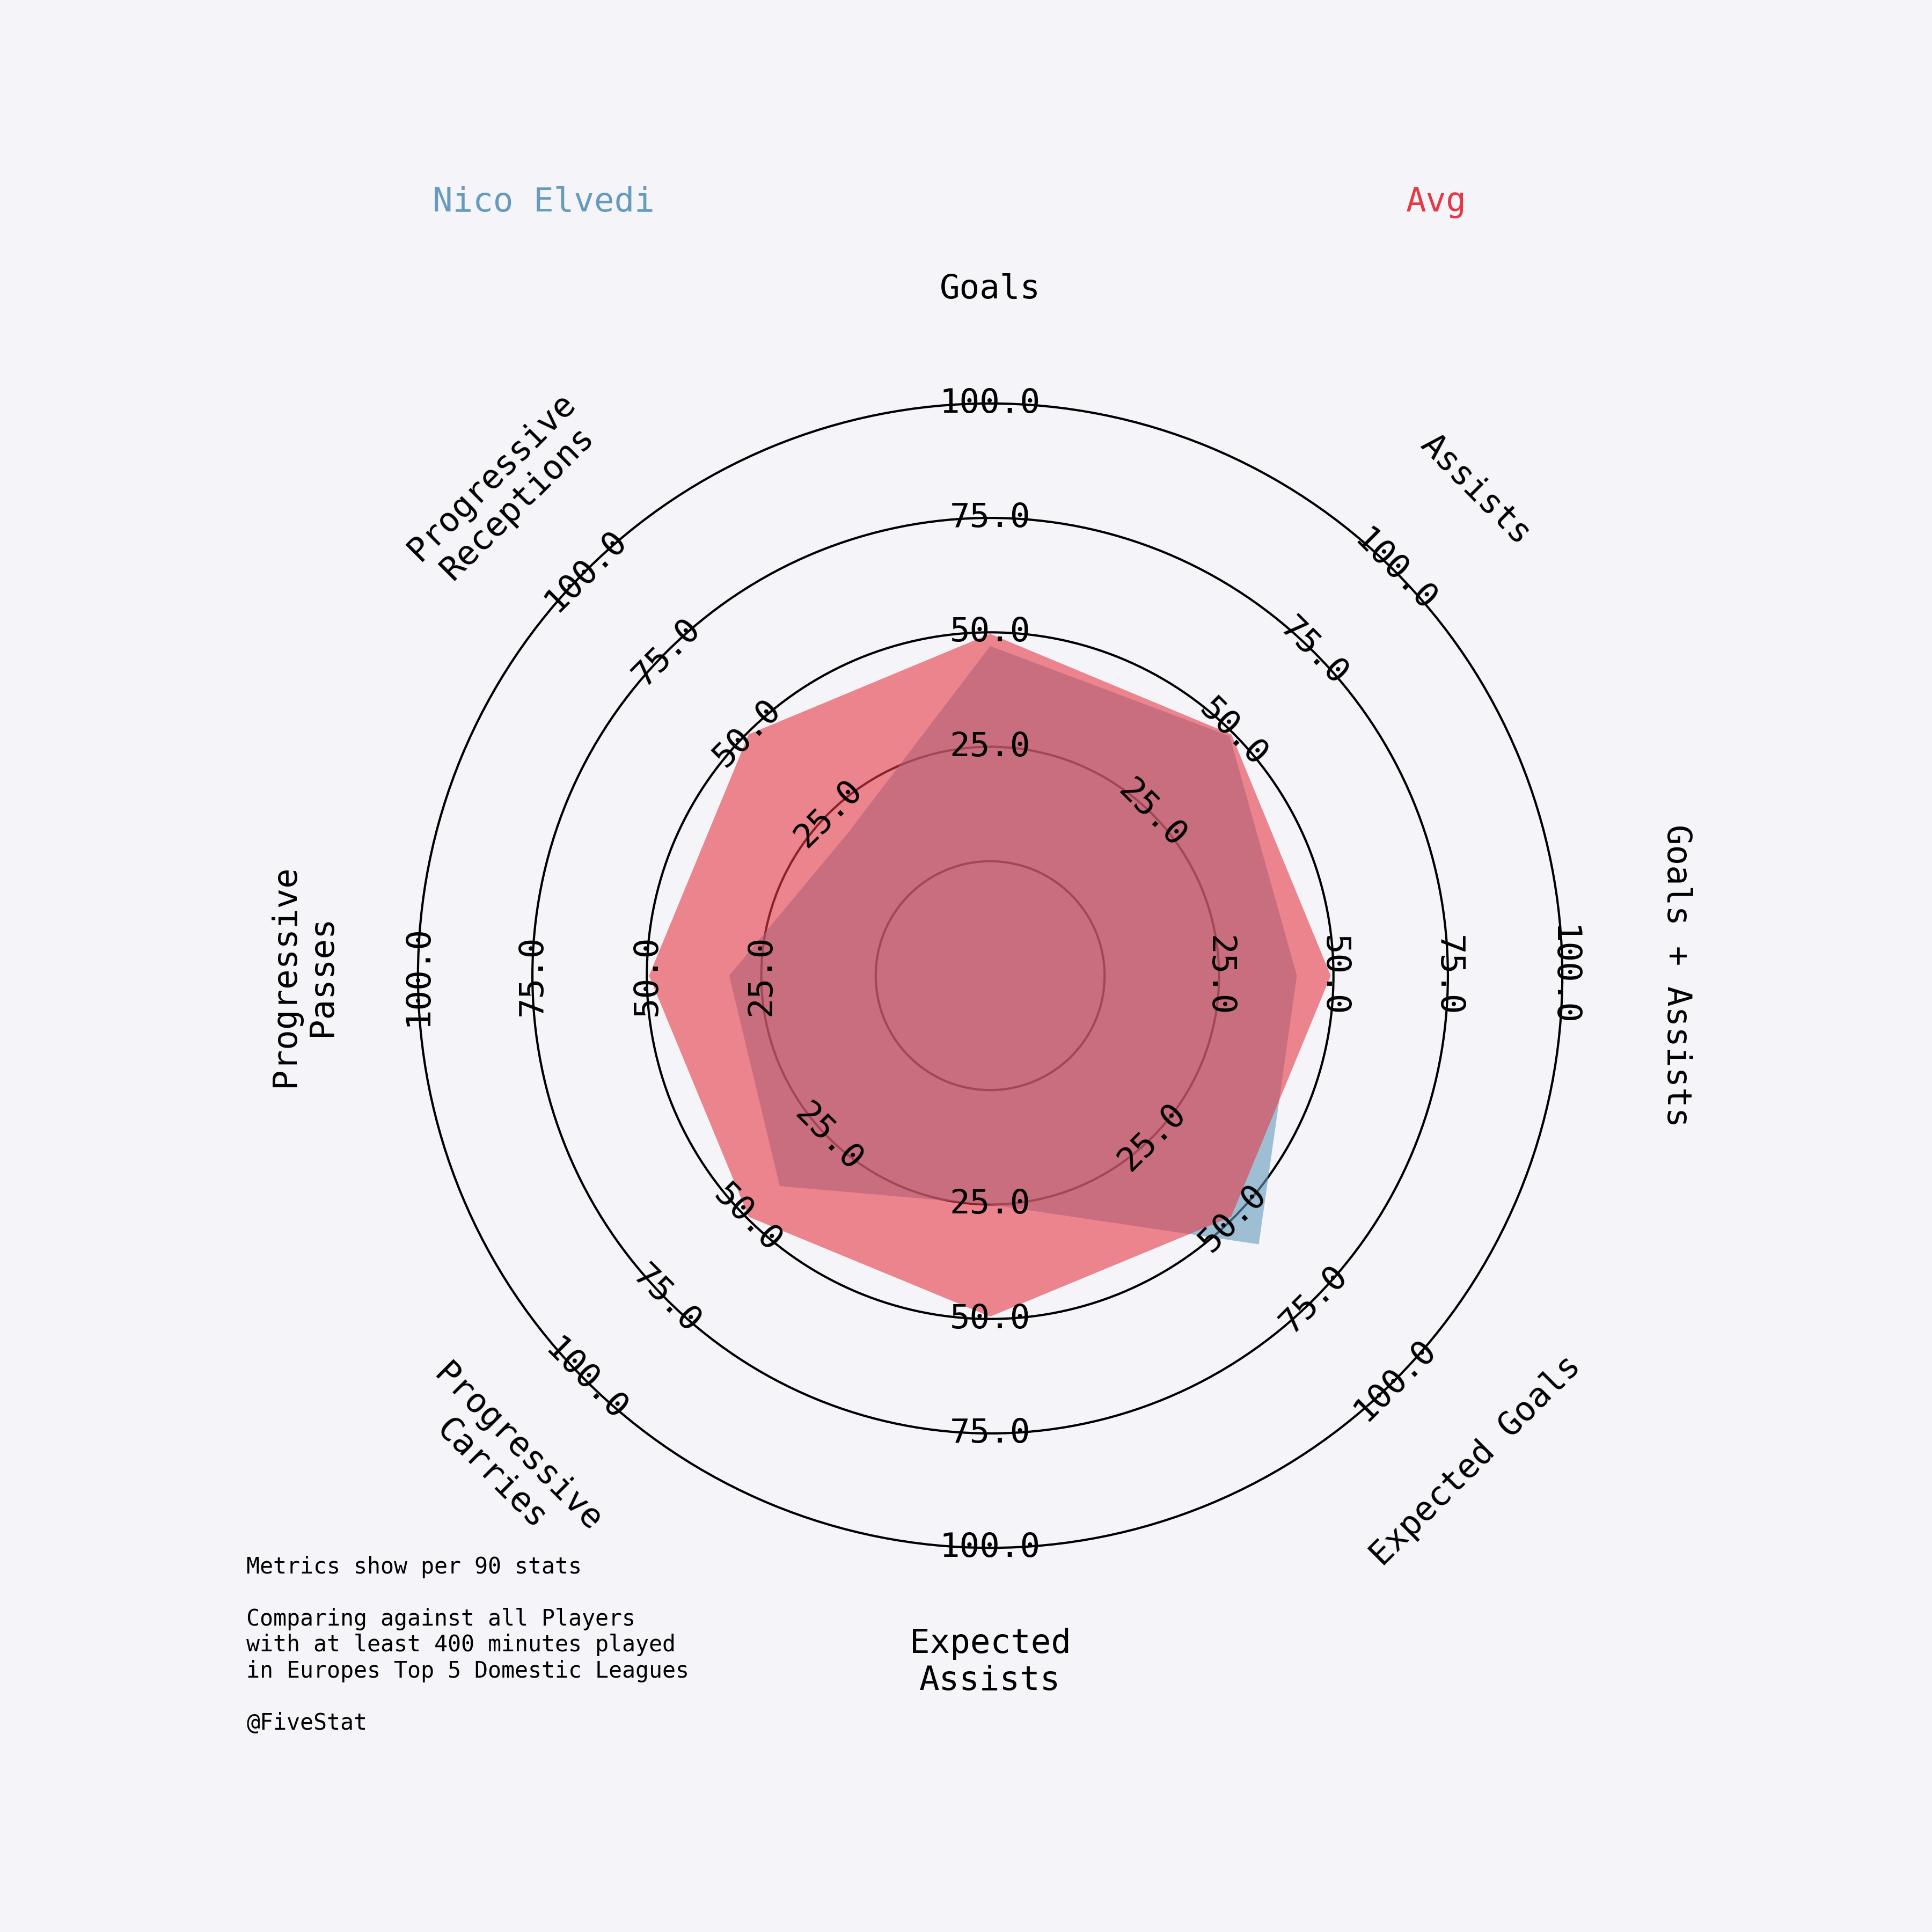 Nico Elvedi
Avg
Goals
Assists
Goals + Assists
Expected Goals
Expected
Assists
Progressive
Carries
Progressive
Passes
Progressive
Receptions
25.0
50.0
75.0
100.0
25.0
50.0
75.0
100.0
25.0
50.0
75.0
100.0
25.0
50.0
75.0
100.0
25.0
50.0
75.0
100.0
25.0
50.0
75.0
100.0
25.0
50.0
75.0
100.0
25.0
50.0
75.0
100.0
Metrics show per 90 stats
Comparing against all Players
with at least 400 minutes played
in Europes Top 5 Domestic Leagues
@FiveStat